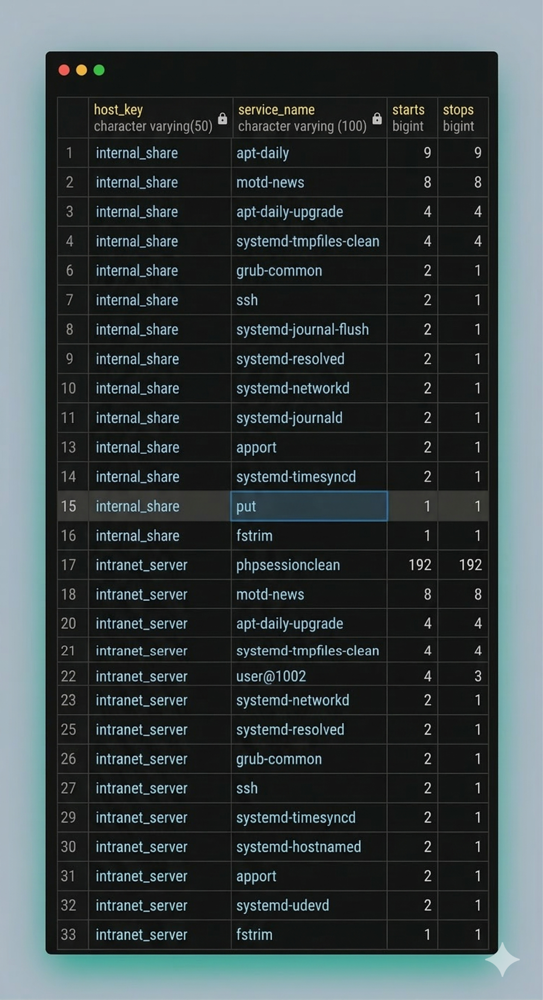 host_key service_name starts stops
character varying(50) character varying (100) bigint bigint
1 internal_share apt-daily 9 9
2 internal_share motd-news 8 8
3 internal_share apt-daily-upgrade 4 4
4 internal_share systemd-tmpfiles-clean 4 4
6 internal_share grub-common 2 1
7 internal_share ssh 2 1
8 internal_share systemd-journal-flush 2 1
9 internal_share systemd-resolved 2 1
10 internal_share systemd-networkd 2 1
11 internal_share systemd-journald 2 1
13 internal_share apport 2 1
14 internal_share systemd-timesyncd 2 1
15 internal_share put 1 1
16 internal_share fstrim 1 1
17 intranet_server phpsessionclean 192 192
18 intranet_server motd-news 8 8
20 intranet_server apt-daily-upgrade 4 4
21 intranet_server systemd-tmpfiles-clean 4 4
22 intranet_server user@1002 4 3
23 intranet_server systemd-networkd 2 1
25 intranet_server systemd-resolved 2 1
26 intranet_server grub-common 2 1
27 intranet_server ssh 2 1
29 intranet_server systemd-timesyncd 2 1
30 intranet_server systemd-hostnamed 2 1
31 intranet_server apport 2 1
32 intranet_server systemd-udevd 2 1
33 intranet_server fstrim 1 1